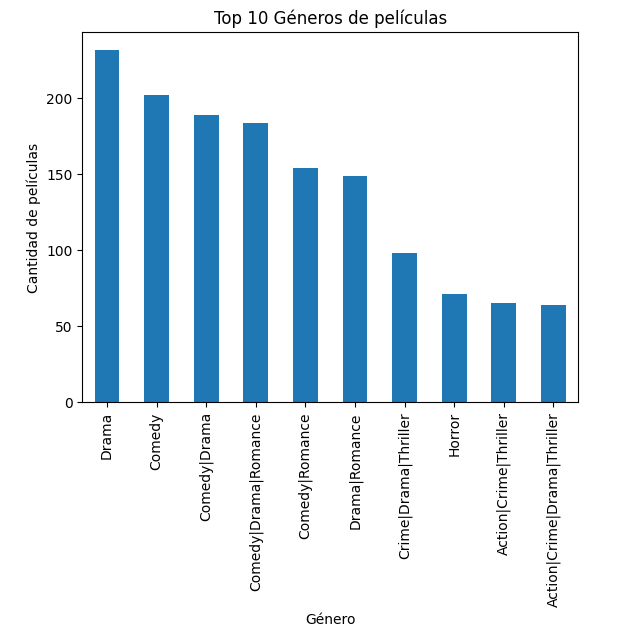 Top 10 Géneros de películas
Cantidad de películas
200
150
100
50
0
Drama
Comedy
Comedy|Drama
Comedy|Drama|Romance
Comedy|Romance
Drama|Romance
Crime|Drama|Thriller
Horror
Action|Crime|Thriller
Action|Crime|Drama|Thriller
Género